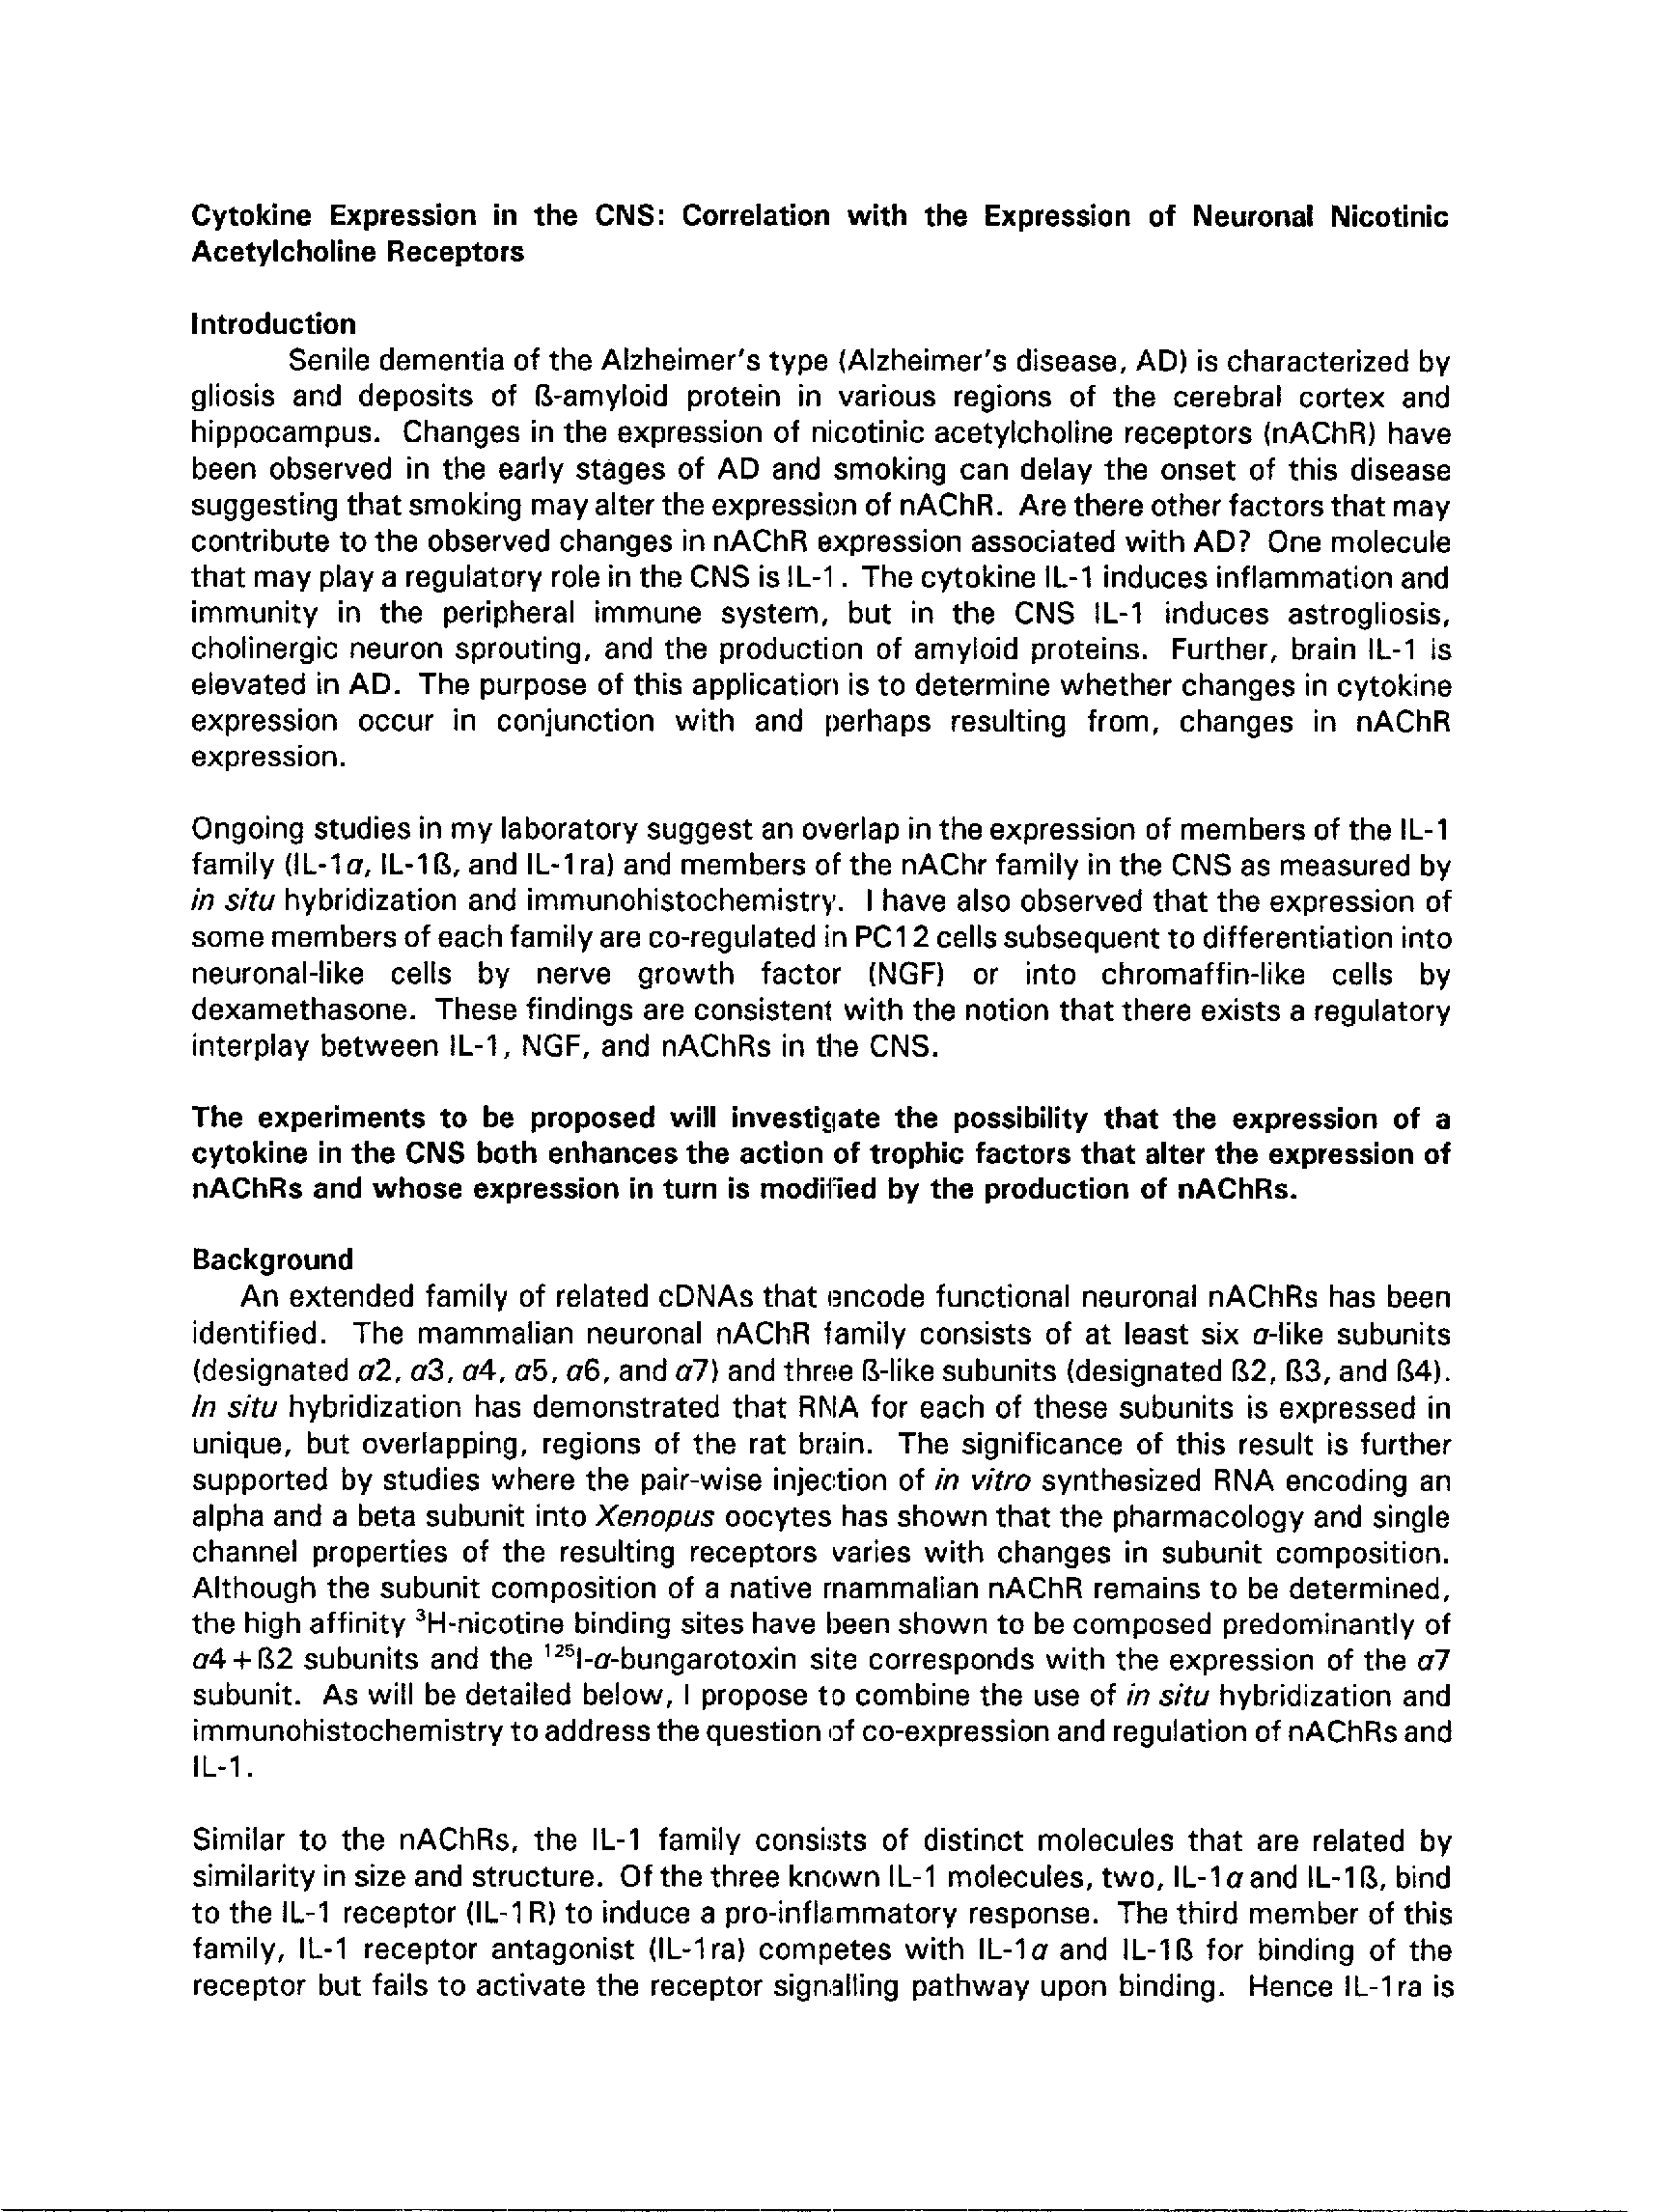 Cytokine Expression in the CNS: Correlation with the Expression of Neuronal Nicotinic
Acetylcholine Receptors
Introduction
Senile dementia of the Alzheimer's type (Alzheimer's disease, AD) is characterized by
gliosis and deposits of ß-amyloid protein in various regions of the cerebral cortex and
hippocampus. Changes in the expression of nicotinic acetylcholine receptors (nAChR) have
been observed in the early stages of AD and smoking can delay the onset of this disease
suggesting that smoking may alter the expression of nAChR. Are there other factors that may
contribute to the observed changes in nAChR expression associated with AD? One molecule
that may play a regulatory role in the CNS is IL-1. The cytokine IL-1 induces inflammation and
immunity in the peripheral immune system, but in the CNS IL-1 induces astrogliosis,
cholinergic neuron sprouting, and the production of amyloid proteins. Further, brain IL-1 is
elevated in AD. The purpose of this application is to determine whether changes in cytokine
expression occur in conjunction with and perhaps resulting from, changes in nAChR
expression.
Ongoing studies in my laboratory suggest an overlap in the expression of members of the IL-1
family (IL-1α, IL-1ß, and IL-1ra) and members of the nAChr family in the CNS as measured by
in situ hybridization and immunohistochemistry. I have also observed that the expression of
some members of each family are co-regulated in PC12 cells subsequent to differentiation into
neuronal-like cells by nerve growth factor (NGF) or into chromaffin-like cells by
dexamethasone. These findings are consistent with the notion that there exists a regulatory
interplay between IL-1, NGF, and nAChRs in the CNS.
The experiments to be proposed will investigate the possibility that the expression of a
cytokine in the CNS both enhances the action of trophic factors that alter the expression of
nAChRs and whose expression in turn is modified by the production of nAChRs.
Background
An extended family of related cDNAs that encode functional neuronal nAChRs has been
identified. The mammalian neuronal nAChR family consists of at least six α-like subunits
(designated α2, α3, α4, α5, α6, and α7) and three ß-like subunits (designated ß2, ß3, and ß4).
In situ hybridization has demonstrated that RNA for each of these subunits is expressed in
unique, but overlapping, regions of the rat brain. The significance of this result is further
supported by studies where the pair-wise injection of in vitro synthesized RNA encoding an
alpha and a beta subunit into Xenopus oocytes has shown that the pharmacology and single
channel properties of the resulting receptors varies with changes in subunit composition.
Although the subunit composition of a native mammalian nAChR remains to be determined,
the high affinity ³H-nicotine binding sites have been shown to be composed predominantly of
α4+ß2 subunits and the ¹²⁵I-α-bungarotoxin site corresponds with the expression of the α7
subunit. As will be detailed below, I propose to combine the use of in situ hybridization and
immunohistochemistry to address the question of co-expression and regulation of nAChRs and
IL-1.
Similar to the nAChRs, the IL-1 family consists of distinct molecules that are related by
similarity in size and structure. Of the three known IL-1 molecules, two, IL-1α and IL-1ß, bind
to the IL-1 receptor (IL-1R) to induce a pro-inflammatory response. The third member of this
family, IL-1 receptor antagonist (IL-1ra) competes with IL-1α and IL-1ß for binding of the
receptor but fails to activate the receptor signalling pathway upon binding. Hence IL-1ra is